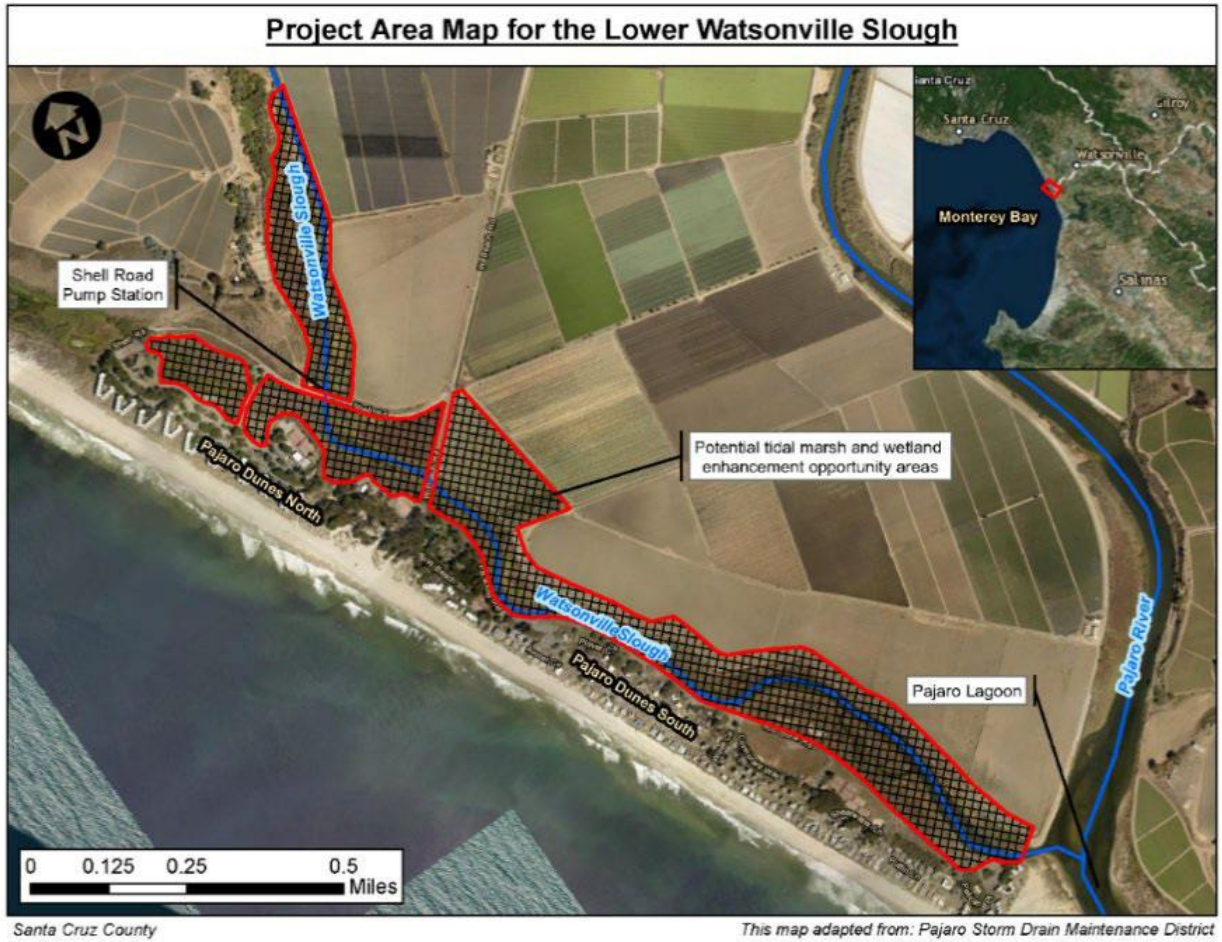 Project Area Map for the Lower Watsonville Slough
N
Santa Cruz
Santa Cruz
Gilroy
Watsonville
Monterey Bay
Salinas
Watsonville Slough
Shell Road
Pump Station
Pajaro Dunes North
Potential tidal marsh and wetland
enhancement opportunity areas
WatsonvilleSlough
Pajaro Dunes South
Pajaro Lagoon
Pajaro River
0 0.125 0.25 0.5
Miles
Santa Cruz County
This map adapted from: Pajaro Storm Drain Maintenance District